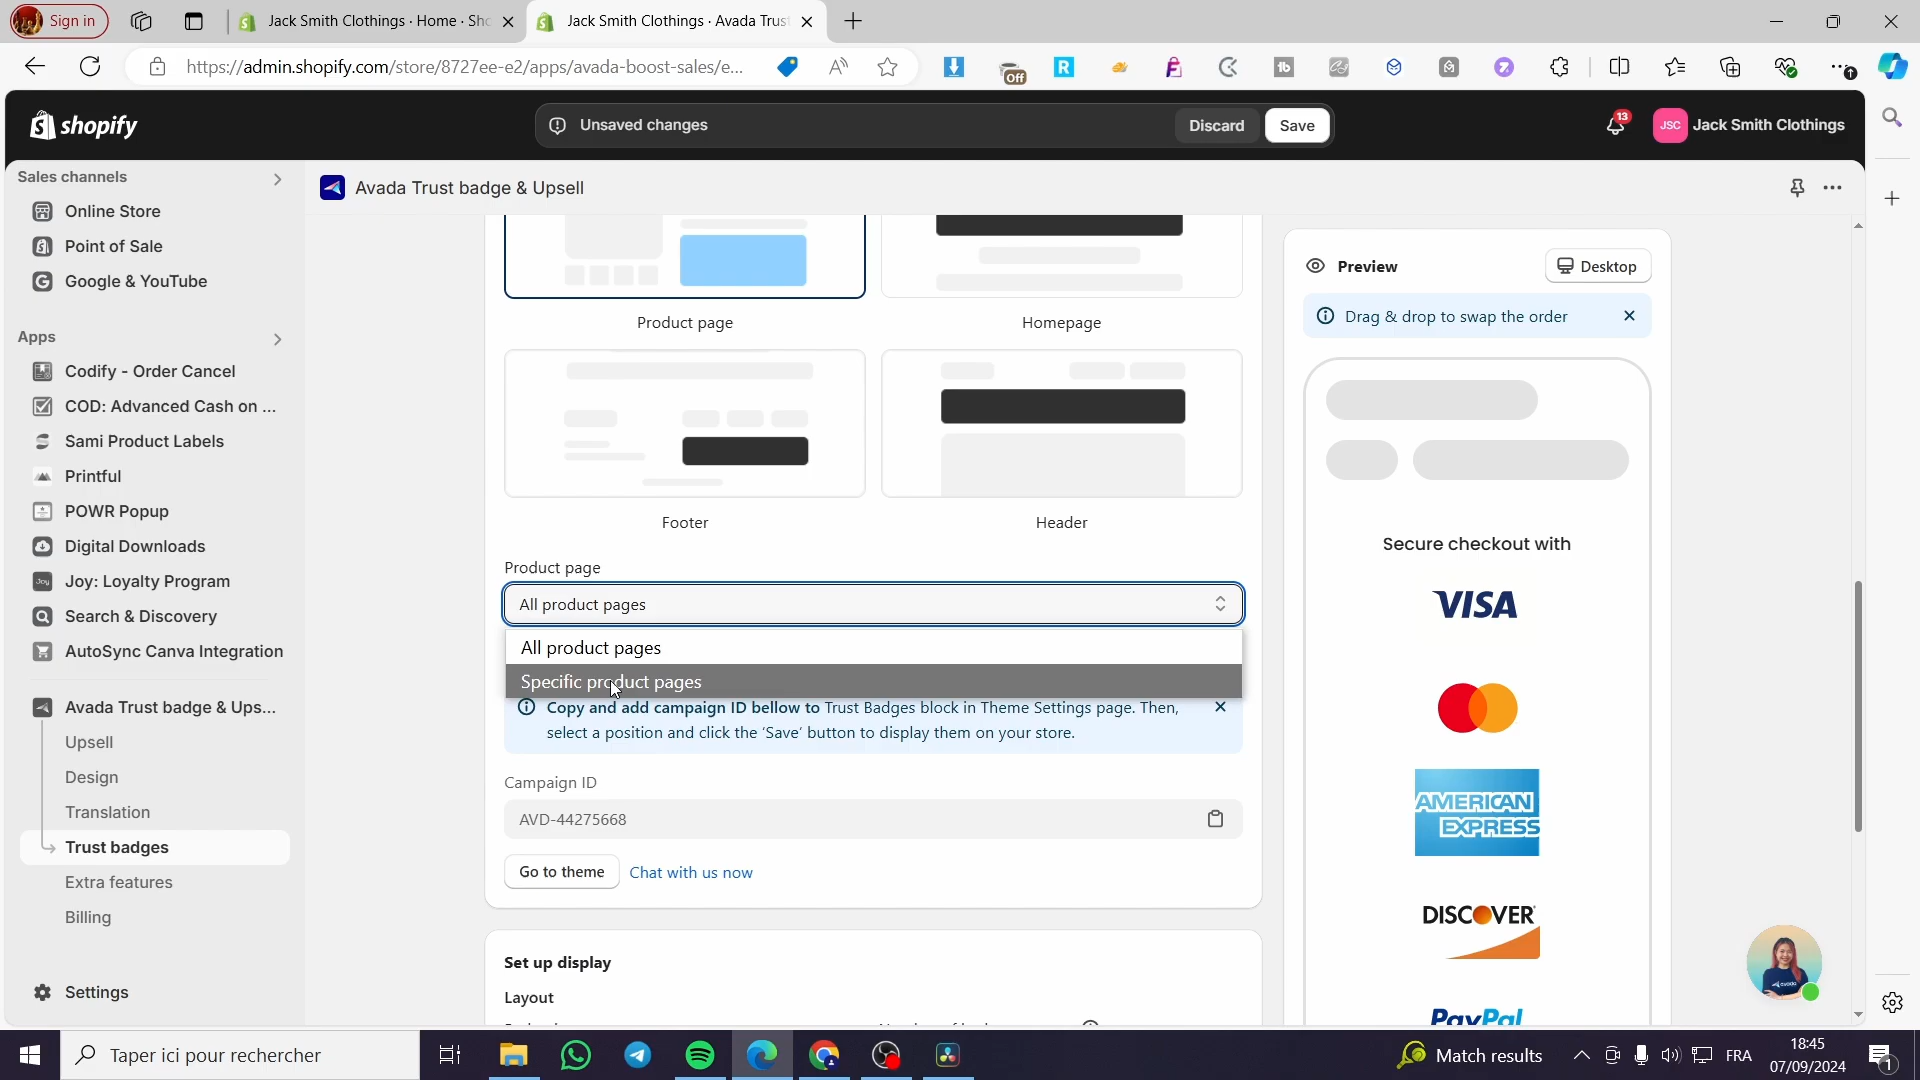 Sign in
Jack Smith Clothings · Home · Sho
Jack Smith Clothings · Avada Trust
https://admin.shopify.com/store/8727ee-e2/apps/avada-boost-sales/e...
Off
shopify
Unsaved changes
Discard
Save
13
JSC
Jack Smith Clothings
Sales channels
Online Store
Point of Sale
Google & YouTube
Apps
Codify - Order Cancel
COD: Advanced Cash on ...
Sami Product Labels
Printful
POWR Popup
Digital Downloads
Joy: Loyalty Program
Search & Discovery
AutoSync Canva Integration
Avada Trust badge & Ups...
Upsell
Design
Translation
Trust badges
Extra features
Billing
Settings
Avada Trust badge & Upsell
Product page
Homepage
Footer
Header
Product page
All product pages
All product pages
Specific product pages
Copy and add campaign ID bellow to Trust Badges block in Theme Settings page. Then,
select a position and click the 'Save' button to display them on your store.
Campaign ID
AVD-44275668
Go to theme
Chat with us now
Set up display
Layout
Preview
Desktop
Drag & drop to swap the order
Secure checkout with
VISA
AMERICAN
EXPRESS
DISCOVER
PayPal
Taper ici pour rechercher
Match results
FRA
18:45
07/09/2024
1